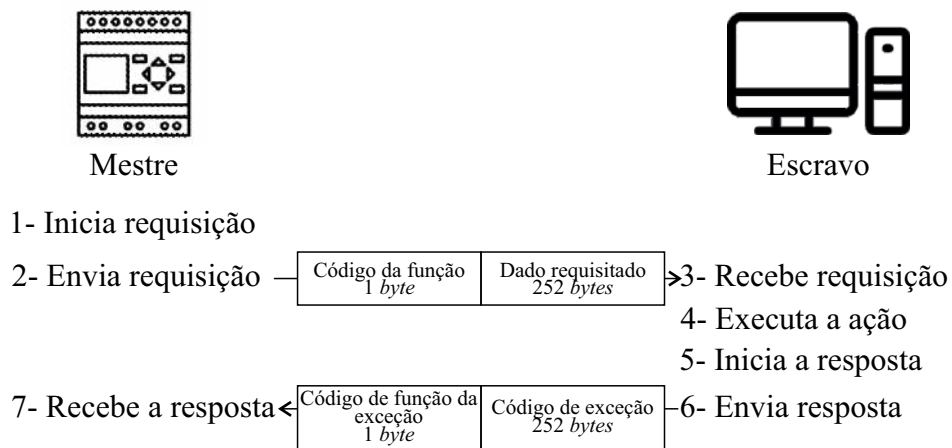 Mestre
Escravo
1- Inicia requisição
2- Envia requisição
Código da função
1 byte
Dado requisitado
252 bytes
3- Recebe requisição
4- Executa a ação
5- Inicia a resposta
7- Recebe a resposta
Código de função da
exceção
1 byte
Código de exceção
252 bytes
6- Envia resposta